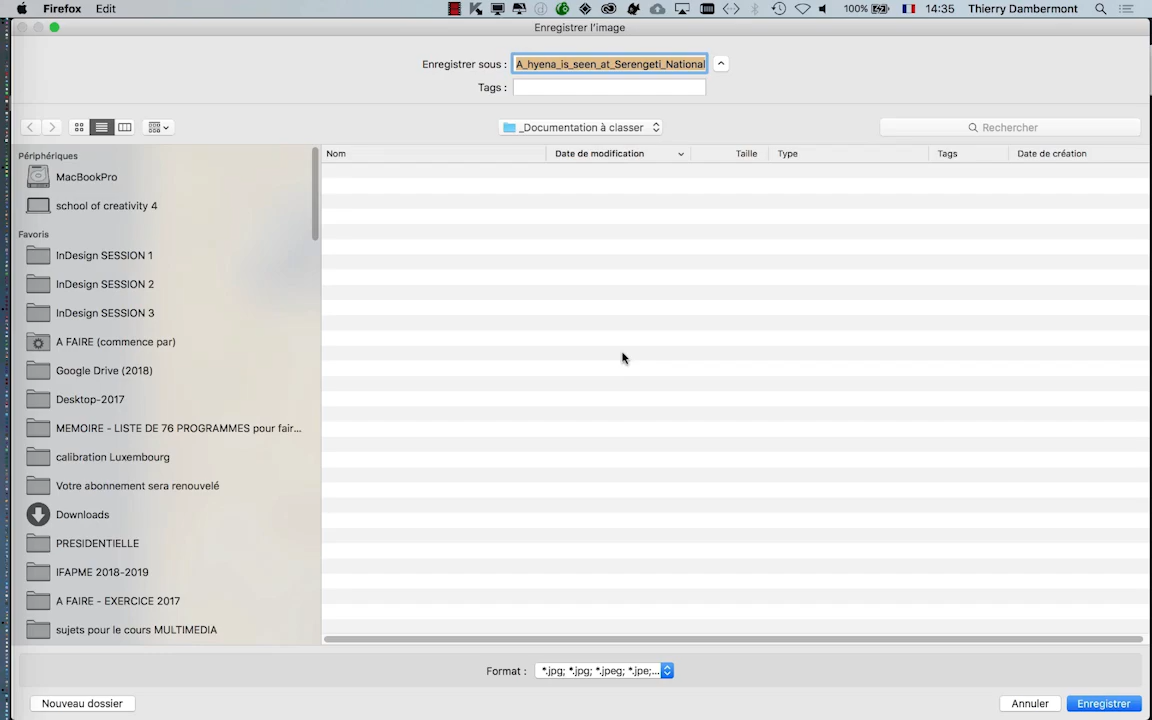 Firefox Edit 100% 14:35 Thierry Dambermont
Enregistrer l'image
Enregistrer sous : A_hyena_is_seen_at_Serengeti_National
Tags :
_Documentation à classer Rechercher
Périphériques
Nom Date de modification Taille Type Tags Date de création
MacBookPro
school of creativity 4
Favoris
InDesign SESSION 1
InDesign SESSION 2
InDesign SESSION 3
A FAIRE (commence par)
Google Drive (2018)
Desktop-2017
MEMOIRE - LISTE DE 76 PROGRAMMES pour fair...
calibration Luxembourg
Votre abonnement sera renouvelé
Downloads
PRESIDENTIELLE
IFAPME 2018-2019
A FAIRE - EXERCICE 2017
sujets pour le cours MULTIMEDIA
Format : *.jpg; *.jpg; *.jpeg; *.jpe;...
Nouveau dossier Annuler Enregistrer